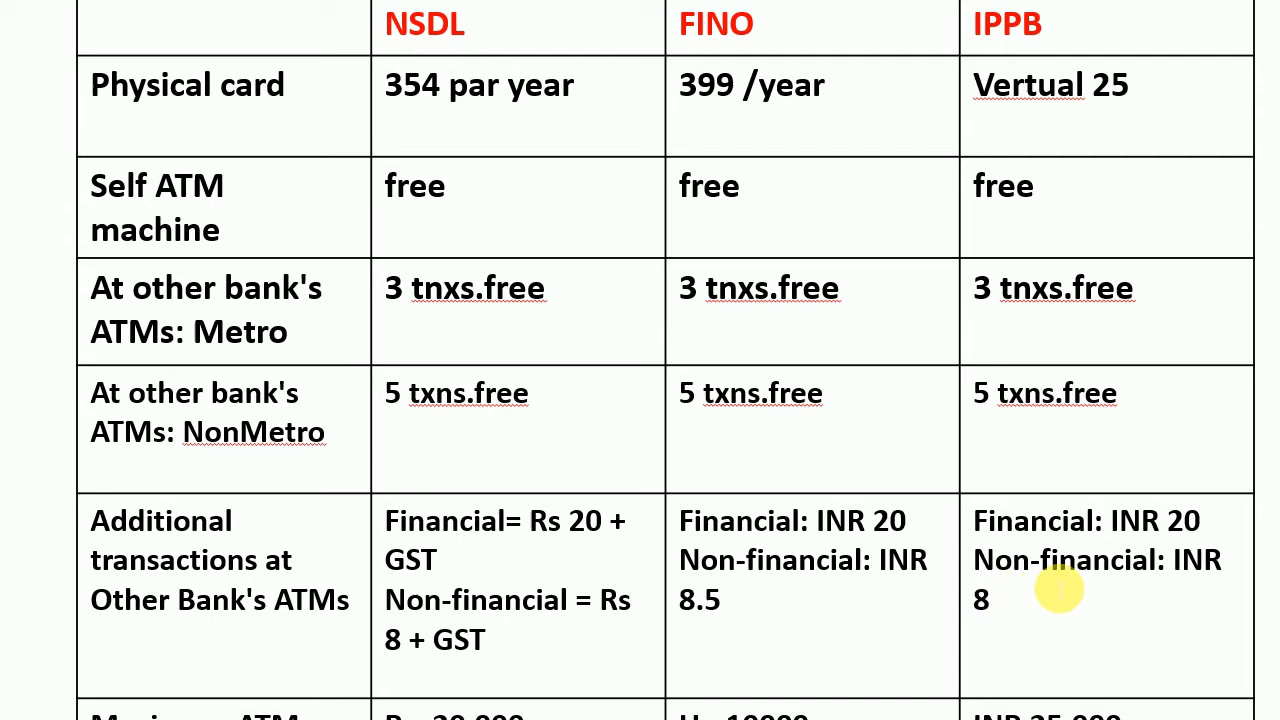 NSDL FINO IPPB
Physical card 354 par year 399 /year Vertual 25
Self ATM free free free
machine
At other bank's 3 tnxs.free 3 tnxs.free 3 tnxs.free
ATMs: Metro
At other bank's 5 txns.free 5 txns.free 5 txns.free
ATMs: NonMetro
Additional Financial= Rs 20 + Financial: INR 20 Financial: INR 20
transactions at GST Non-financial: INR Non-financial: INR
Other Bank's ATMs Non-financial = Rs 8.5 8
8 + GST